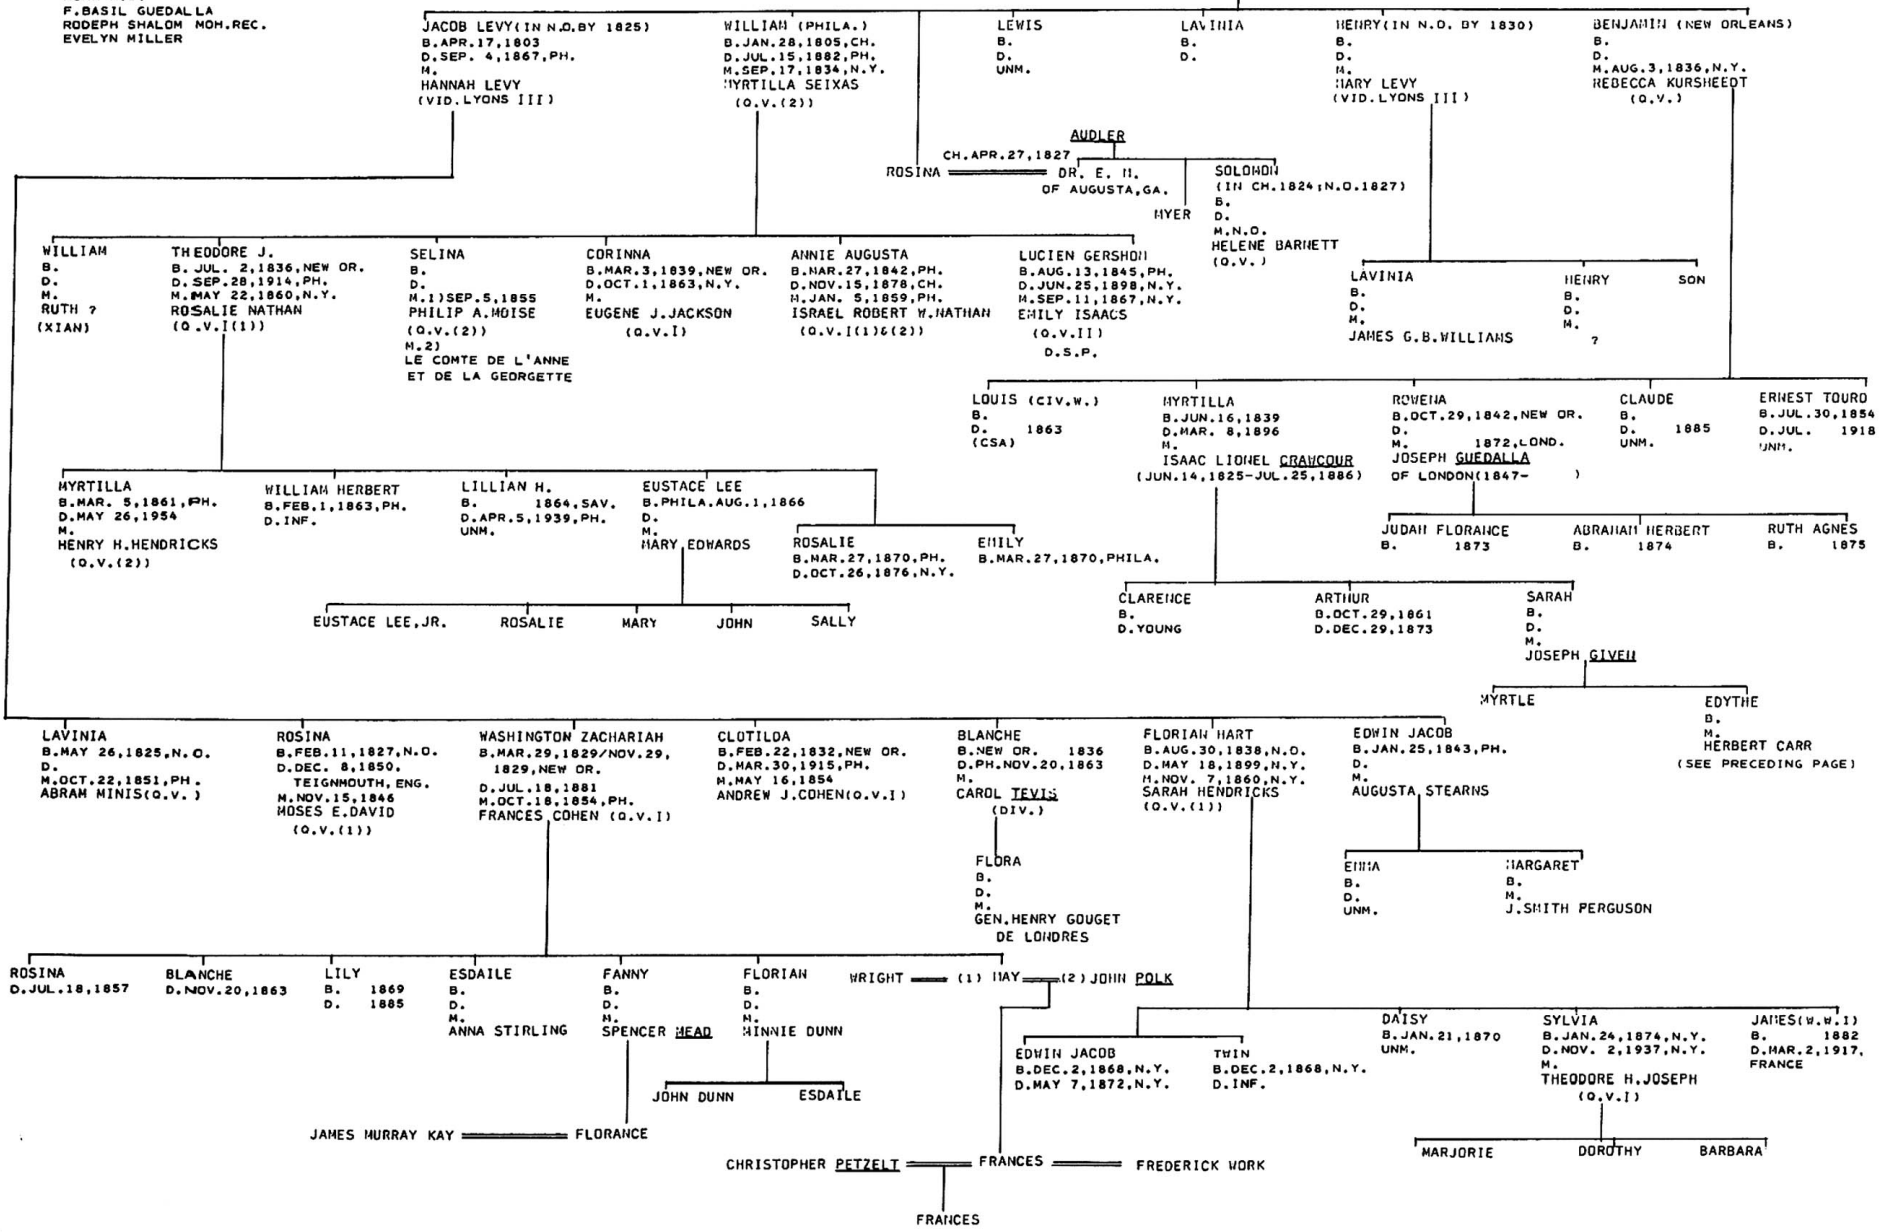 F.BASIL GUEDALLA
RODEPH SHALOM MOH.REC.
EVELYN MILLER
JACOB LEVY(IN N.O.BY 1825)
B.APR.17,1803
D.SEP. 4,1867,PH.
M.
HANNAH LEVY
(VID.LYONS III)
WILLIAM (PHILA.)
B.JAN.28,1805,CH.
D.JUL.15,1882,PH.
M.SEP.17,1834,N.Y.
MYRTILLA SEIXAS
(Q.V.(2))
LEWIS
B.
D.
UNM.
LAVINIA
B.
D.
HENRY(IN N.O. BY 1830)
B.
D.
M.
MARY LEVY
(VID.LYONS III)
BENJAMIN (NEW ORLEANS)
B.
D.
M.AUG.3,1836,N.Y.
REBECCA KURSHEEDT
(Q.V.)
AUDLER
CH.APR.27,1827
ROSINA
DR. E. M.
OF AUGUSTA,GA.
MYER
SOLOMON
(IN CH.1824;N.O.1827)
B.
D.
M.N.O.
HELENE BARNETT
(Q.V.)
WILLIAM
B.
D.
M.
RUTH ?
(XIAN)
THEODORE J.
B. JUL. 2,1836,NEW OR.
D. SEP.28,1914,PH.
M.MAY 22,1860,N.Y.
ROSALIE NATHAN
(Q.V.I(1))
SELINA
B.
D.
M.1)SEP.5,1855
PHILIP A.MOISE
(Q.V.(2))
M.2)
LE COMTE DE L'ANNE
ET DE LA GEORGETTE
CORINNA
B.MAR.3,1839,NEW OR.
D.OCT.1,1863,N.Y.
M.
EUGENE J.JACKSON
(Q.V.I)
ANNIE AUGUSTA
B.MAR.27,1842,PH.
D.NOV.15,1878,CH.
M.JAN. 5,1859,PH.
ISRAEL ROBERT W.NATHAN
(Q.V.I(1)&(2))
LUCIEN GERSHOM
B.AUG.13,1845,PH.
D.JUN.25,1898,N.Y.
M.SEP.11,1867,N.Y.
EMILY ISAACS
(Q.V.II)
D.S.P.
LAVINIA
B.
D.
M.
JAMES G.B.WILLIAMS
HENRY
B.
D.
M.
?
SON
LOUIS (CIV.W.)
B.
D. 1863
(CSA)
MYRTILLA
B.JUN.16,1839
D.MAR. 8,1896
M.
ISAAC LIONEL CRAWCOUR
(JUN.14,1825-JUL.25,1886)
ROWENA
B.OCT.29,1842,NEW OR.
D.
M. 1872,LOND.
JOSEPH GUEDALLA
OF LONDON(1847- )
CLAUDE
B.
D. 1885
UNM.
ERNEST TOURO
B.JUL.30,1854
D.JUL. 1918
UNM.
MYRTILLA
B.MAR. 5,1861,PH.
D.MAY 26,1954
M.
HENRY H.HENDRICKS
(Q.V.(2))
WILLIAM HERBERT
B.FEB.1,1863,PH.
D.INF.
LILLIAN H.
B. 1864,SAV.
D.APR.5,1939,PH.
UNM.
EUSTACE LEE
B.PHILA.AUG.1,1866
D.
M.
MARY EDWARDS
ROSALIE
B.MAR.27,1870,PH.
D.OCT.26,1876,N.Y.
EMILY
B.MAR.27,1870,PHILA.
JUDAH FLORANCE
B. 1873
ABRAHAM HERBERT
B. 1874
RUTH AGNES
B. 1875
EUSTACE LEE,JR.
ROSALIE
MARY
JOHN
SALLY
CLARENCE
B.
D.YOUNG
ARTHUR
B.OCT.29,1861
D.DEC.29,1873
SARAH
B.
D.
M.
JOSEPH GIVEN
MYRTLE
EDYTHE
B.
M.
HERBERT CARR
(SEE PRECEDING PAGE)
LAVINIA
B.MAY 26,1825,N.O.
D.
M.OCT.22,1851,PH.
ABRAM MINIS(Q.V.)
ROSINA
B.FEB.11,1827,N.O.
D.DEC. 8,1850,
TEIGNMOUTH,ENG.
M.NOV.15,1846
MOSES E.DAVID
(Q.V.(1))
WASHINGTON ZACHARIAH
B.MAR.29,1829/NOV.29,
1829,NEW OR.
D.JUL.18,1881
M.OCT.18,1854,PH.
FRANCES COHEN (Q.V.I)
CLOTILDA
B.FEB.22,1832,NEW OR.
D.MAR.30,1915,PH.
M.MAY 16,1854
ANDREW J.COHEN(Q.V.I)
BLANCHE
B.NEW OR. 1836
D.PH.NOV.20,1863
M.
CAROL TEVIS
(DIV.)
FLORIAN HART
B.AUG.30,1838,N.O.
D.MAY 18,1899,N.Y.
M.NOV. 7,1860,N.Y.
SARAH HENDRICKS
(Q.V.(1))
EDWIN JACOB
B.JAN.25,1843,PH.
D.
M.
AUGUSTA STEARNS
FLORA
B.
D.
M.
GEN.HENRY GOUGET
DE LONDRES
EMMA
B.
D.
UNM.
MARGARET
B.
M.
J.SMITH FERGUSON
ROSINA
D.JUL.18,1857
BLANCHE
D.NOV.20,1863
LILY
B. 1869
D. 1885
ESDAILE
B.
D.
M.
ANNA STIRLING
FANNY
B.
D.
M.
SPENCER MEAD
FLORIAN
B.
D.
M.
MINNIE DUNN
WRIGHT (1) MAY (2) JOHN POLK
EDWIN JACOB
B.DEC.2,1868,N.Y.
D.MAY 7,1872,N.Y.
TWIN
B.DEC.2,1868,N.Y.
D.INF.
DAISY
B.JAN.21,1870
UNM.
SYLVIA
B.JAN.24,1874,N.Y.
D.NOV. 2,1937,N.Y.
M.
THEODORE H.JOSEPH
(Q.V.I)
JAMES(W.W.I)
B. 1882
D.MAR.2,1917,
FRANCE
JOHN DUNN
ESDAILE
JAMES MURRAY KAY
FLORANCE
MARJORIE
DOROTHY
BARBARA
CHRISTOPHER PETZELT
FRANCES
FREDERICK WORK
FRANCES